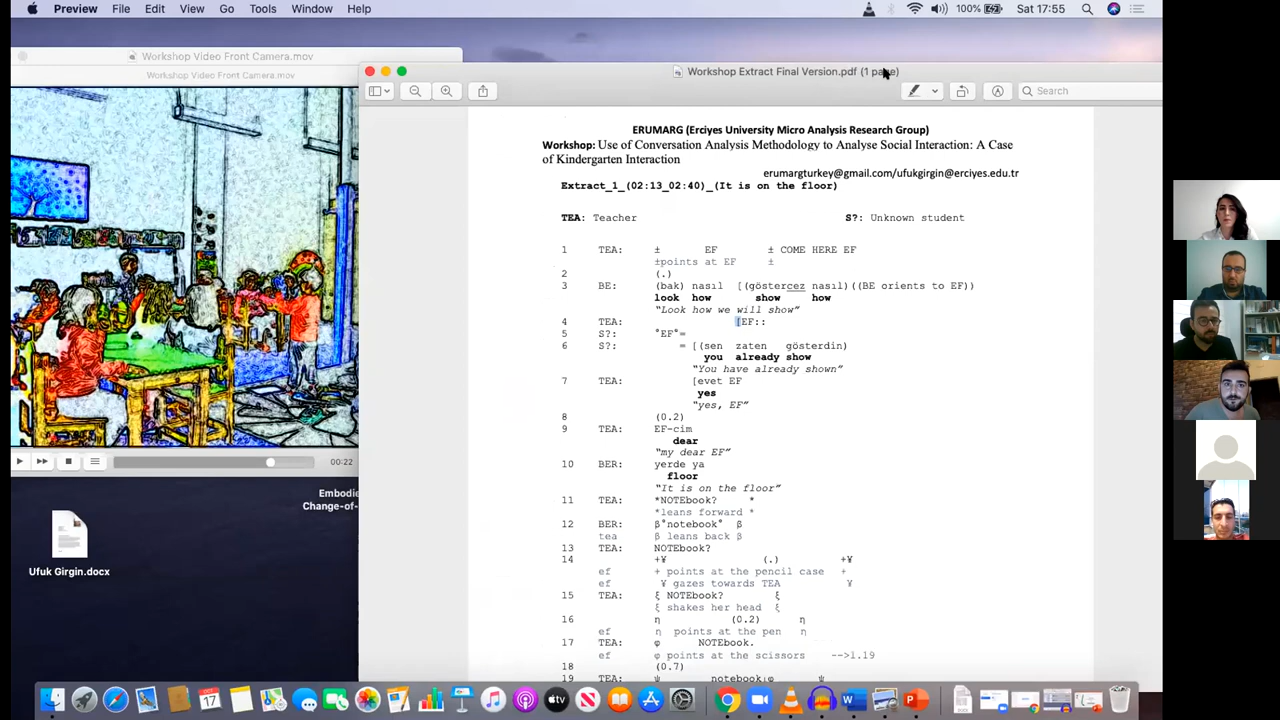 Preview File Edit View Go Tools Window Help 100% Sat 17:55
Workshop Video Front Camera.mov
Workshop Video Front Camera.mov
00:22
Embodie
Change-of-
Ufuk Girgin.docx
Workshop Extract Final Version.pdf (1 page)
Search
ERUMARG (Erciyes University Micro Analysis Research Group)
Workshop: Use of Conversation Analysis Methodology to Analyse Social Interaction: A Case
of Kindergarten Interaction
erumargturkey@gmail.com/ufukgirgin@erciyes.edu.tr
Extract_1_(02:13_02:40)_(It is on the floor)
TEA: Teacher S?: Unknown student
1 TEA: ± EF ± COME HERE EF
±points at EF ±
2 (.)
3 BE: (bak) nasıl [(göstercez nasıl)((BE orients to EF))
look how show how
"Look how we will show"
4 TEA: [EF::
5 S?: °EF°=
6 S?: = [(sen zaten gösterdin)
you already show
"You have already shown"
7 TEA: [evet EF
yes
"yes, EF"
8 (0.2)
9 TEA: EF-cim
dear
"my dear EF"
10 BER: yerde ya
floor
"It is on the floor"
11 TEA: *NOTEbook? *
*leans forward *
12 BER: β°notebook° β
tea β leans back β
13 TEA: NOTEbook?
14 +¥ (.) +¥
ef + points at the pencil case +
ef ¥ gazes towards TEA ¥
15 TEA: ξ NOTEbook? ξ
ξ shakes her head ξ
16 η (0.2) η
ef η points at the pen η
17 TEA: φ NOTEbook.
ef φ points at the scissors -->l.19
18 (0.7)
19 TEA: ψ notebook↓φ ψ